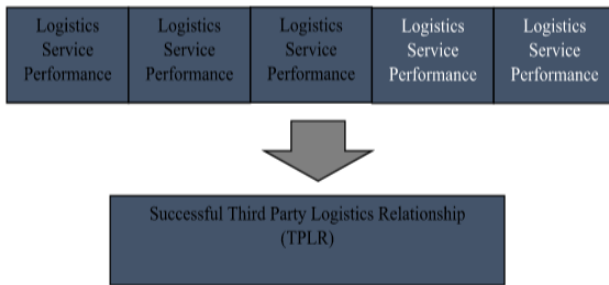 Logistics
Service
Performance
Logistics
Service
Performance
Logistics
Service
Performance
Logistics
Service
Performance
Logistics
Service
Performance
Successful Third Party Logistics Relationship
(TPLR)